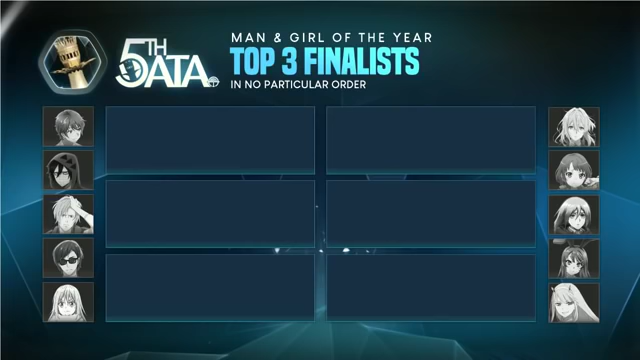 5TH
ATA
MAN & GIRL OF THE YEAR
TOP 3 FINALISTS
IN NO PARTICULAR ORDER